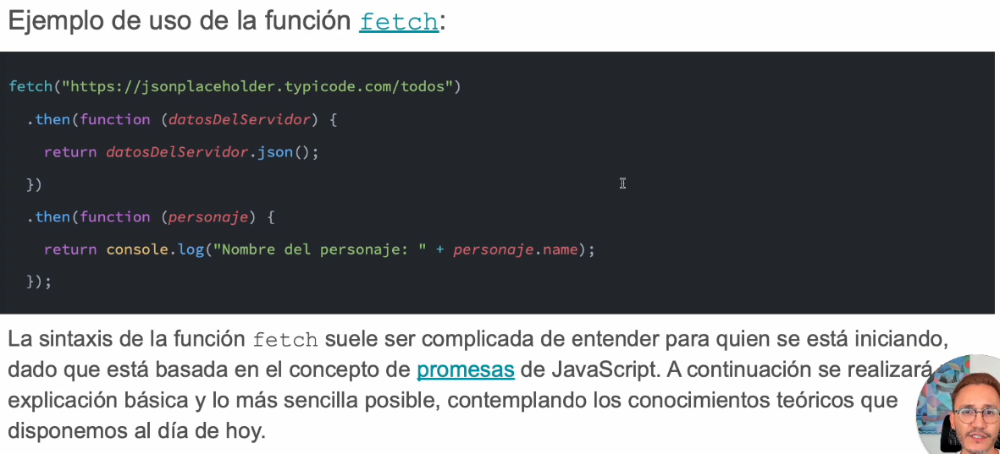 Ejemplo de uso de la función fetch:
fetch("https://jsonplaceholder.typicode.com/todos")
.then(function (datosDelServidor) {
return datosDelServidor.json();
})
.then(function (personaje) {
return console.log("Nombre del personaje: " + personaje.name);
});
La sintaxis de la función fetch suele ser complicada de entender para quien se está iniciando,
dado que está basada en el concepto de promesas de JavaScript. A continuación se realizará
explicación básica y lo más sencilla posible, contemplando los conocimientos teóricos que
disponemos al día de hoy.